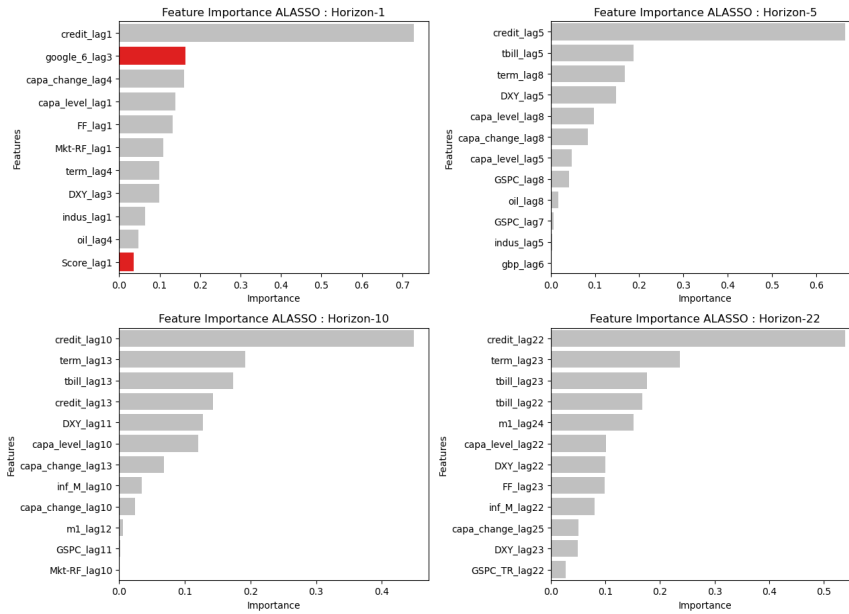 Feature Importance ALASSO : Horizon-1
Features
credit_lag1
google_6_lag3
capa_change_lag4
capa_level_lag1
FF_lag1
Mkt-RF_lag1
term_lag4
DXY_lag3
indus_lag1
oil_lag4
Score_lag1
0.0 0.1 0.2 0.3 0.4 0.5 0.6 0.7
Importance
Feature Importance ALASSO : Horizon-5
Features
credit_lag5
tbill_lag5
term_lag8
DXY_lag5
capa_level_lag8
capa_change_lag8
capa_level_lag5
GSPC_lag8
oil_lag8
GSPC_lag7
indus_lag5
gbp_lag6
0.0 0.1 0.2 0.3 0.4 0.5 0.6
Importance
Feature Importance ALASSO : Horizon-10
Features
credit_lag10
term_lag13
tbill_lag13
credit_lag13
DXY_lag11
capa_level_lag10
capa_change_lag13
inf_M_lag10
capa_change_lag10
m1_lag12
GSPC_lag11
Mkt-RF_lag10
0.0 0.1 0.2 0.3 0.4
Importance
Feature Importance ALASSO : Horizon-22
Features
credit_lag22
term_lag23
tbill_lag23
tbill_lag22
m1_lag24
capa_level_lag22
DXY_lag22
FF_lag23
inf_M_lag22
capa_change_lag25
DXY_lag23
GSPC_TR_lag22
0.0 0.1 0.2 0.3 0.4 0.5
Importance